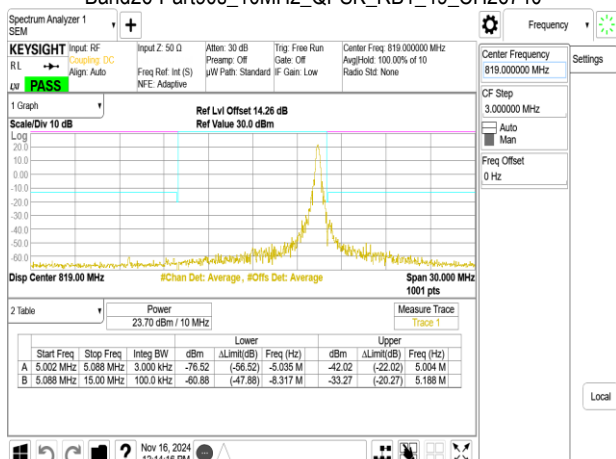 Band26 Part90s_10MHz_QPSK_RB1_49_CH26740
Spectrum Analyzer 1
SEM
+
Frequency
KEYSIGHT
RL
LXI PASS
Input: RF
Coupling: DC
Align: Auto
Input Z: 50 Ω
Freq Ref: Int (S)
NFE: Adaptive
Atten: 30 dB
Preamp: Off
µW Path: Standard
Trig: Free Run
Gate: Off
IF Gain: Low
Center Freq: 819.000000 MHz
Avg|Hold: 100.00% of 10
Radio Std: None
Center Frequency
819.000000 MHz
Settings
CF Step
3.000000 MHz
Auto
Man
Freq Offset
0 Hz
Local
1 Graph
Scale/Div 10 dB
Ref Lvl Offset 14.26 dB
Ref Value 30.0 dBm
Log
20.0
10.0
0.00
-10.0
-20.0
-30.0
-40.0
-50.0
-60.0
Disp Center 819.00 MHz
#Chan Det: Average , #Offs Det: Average
Span 30.000 MHz
1001 pts
2 Table
Power
23.70 dBm / 10 MHz
Measure Trace
Trace 1
Lower Upper
Start Freq Stop Freq Integ BW dBm ∆Limit(dB) Freq (Hz) dBm ∆Limit(dB) Freq (Hz)
A 5.002 MHz 5.088 MHz 3.000 kHz -76.52 (-56.52) -5.035 M -42.02 (-22.02) 5.004 M
B 5.088 MHz 15.00 MHz 100.0 kHz -60.88 (-47.88) -8.317 M -33.27 (-20.27) 5.188 M
?
Nov 16, 2024